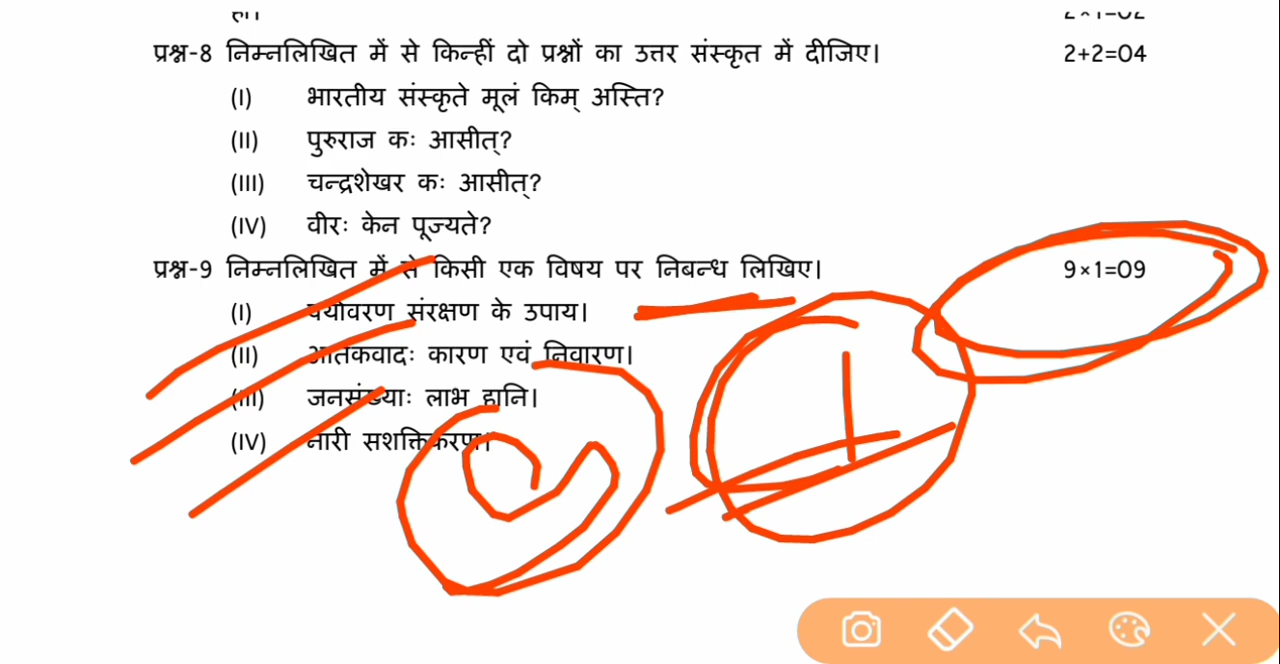 प्रश्न-8 निम्नलिखित में से किन्हीं दो प्रश्नों का उत्तर संस्कृत में दीजिए। 2+2=04
(I) भारतीय संस्कृते मूलं किम् अस्ति?
(II) पुरुराज कः आसीत्?
(III) चन्द्रशेखर कः आसीत्?
(IV) वीरः केन पूज्यते?
प्रश्न-9 निम्नलिखित में से किसी एक विषय पर निबन्ध लिखिए। 9×1=09
(I) पर्यावरण संरक्षण के उपाय।
(II) आतंकवादः कारण एवं निवारण।
(III) जनसंख्याः लाभ हानि।
(IV) नारी सशक्तिकरण।